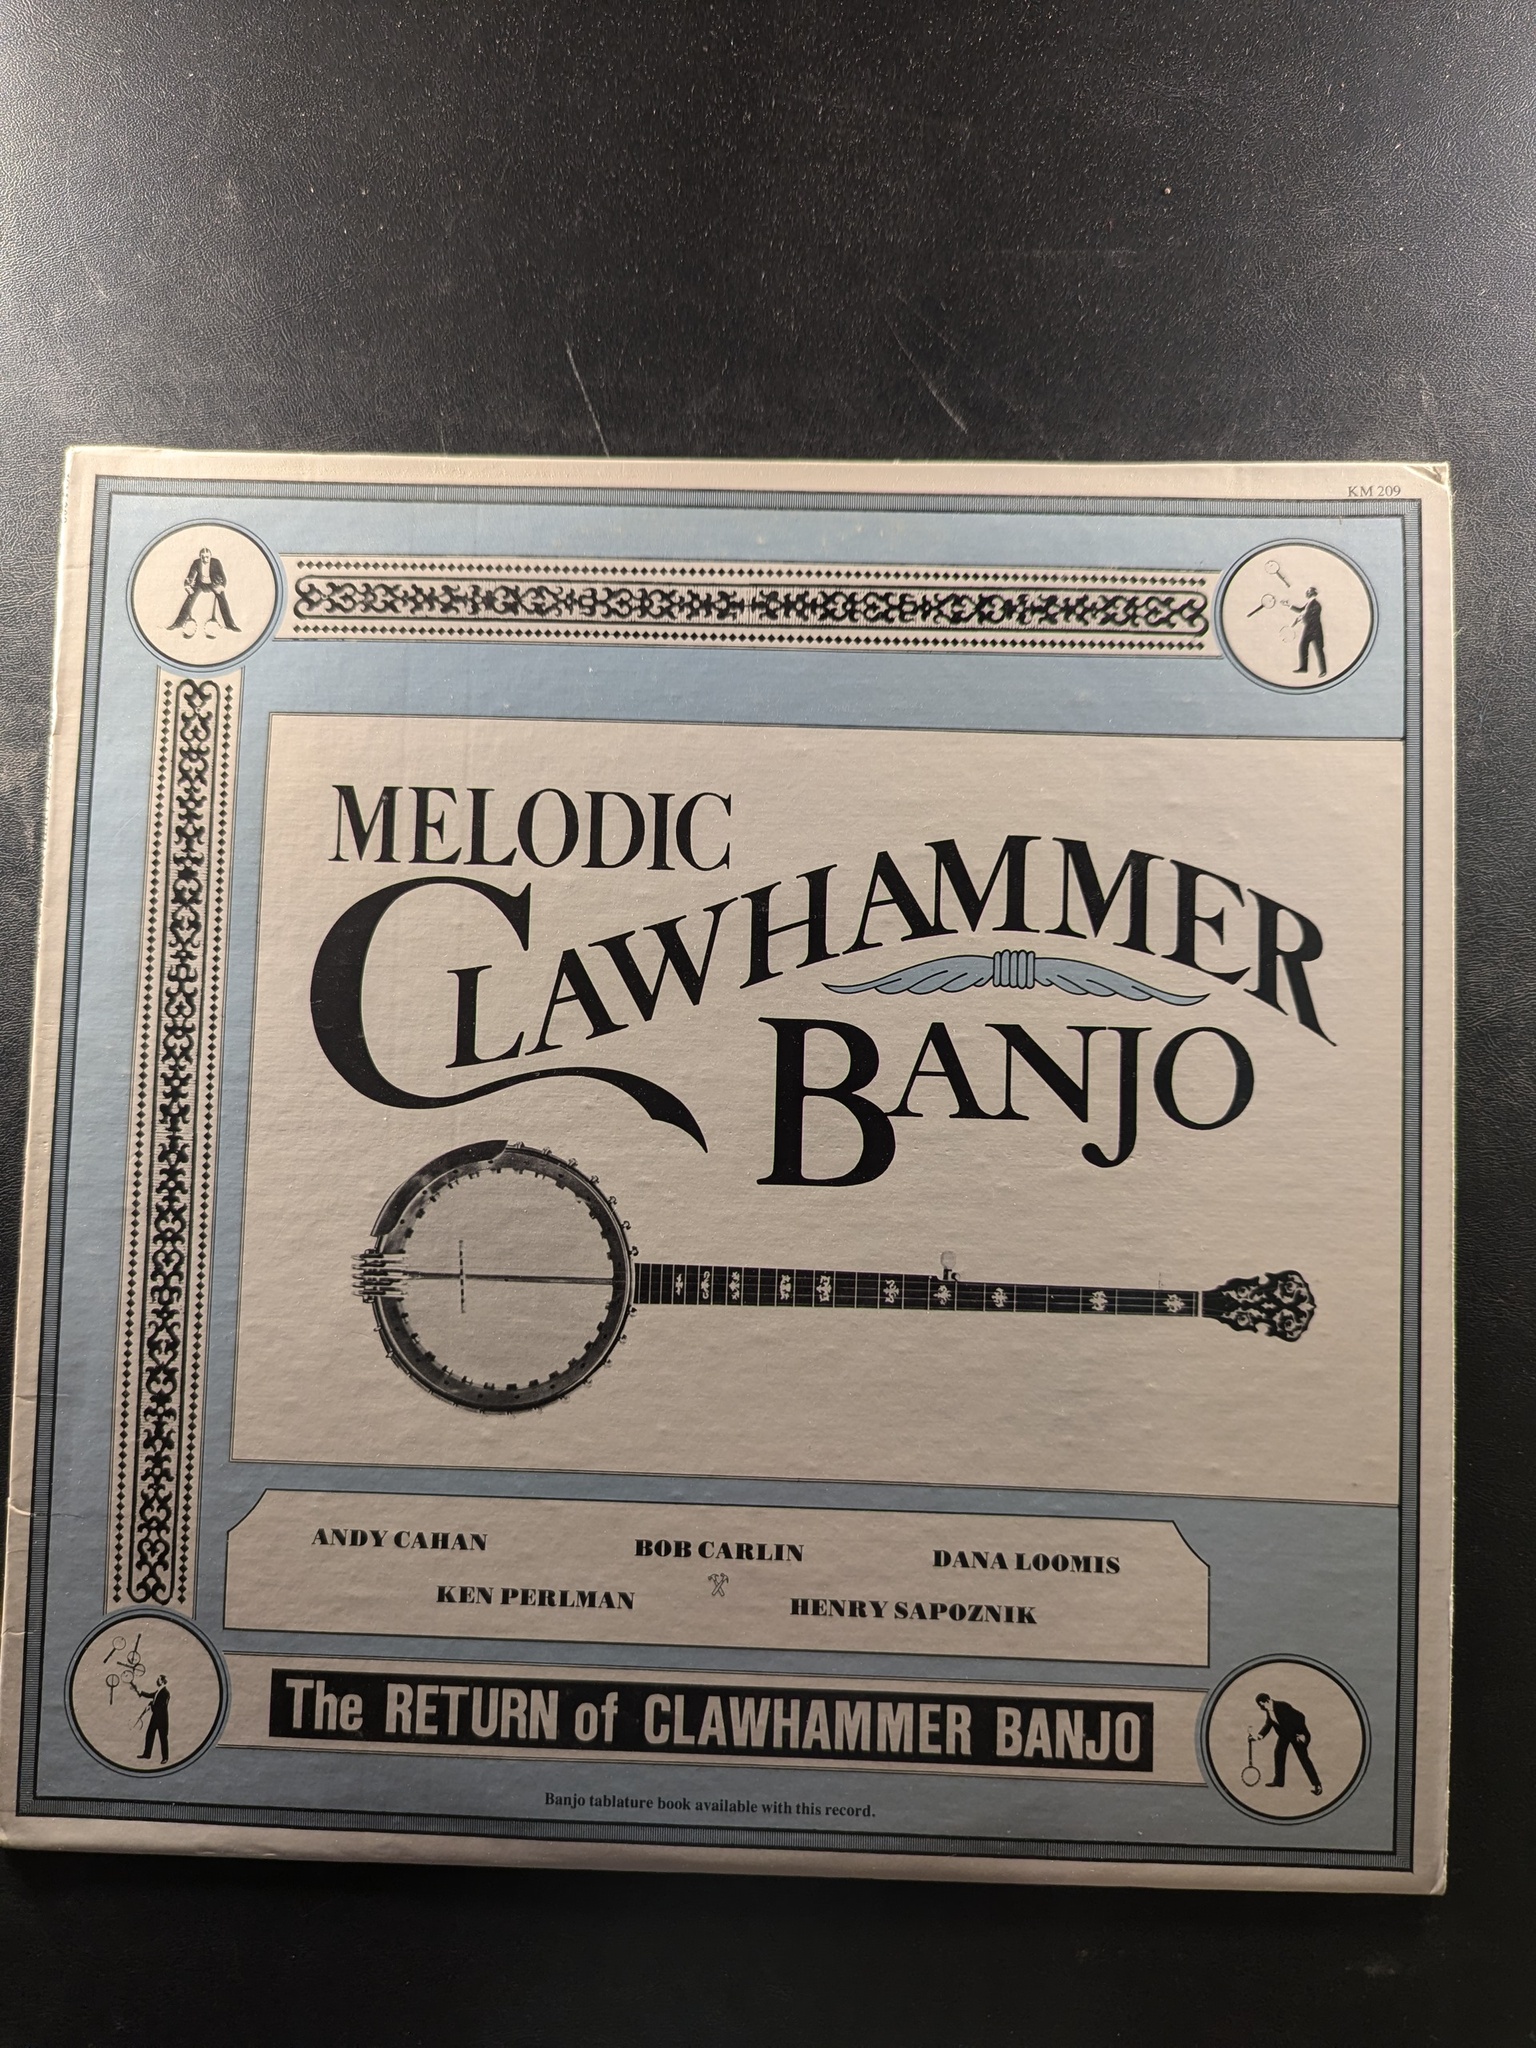 KM 209
MELODIC
CLAWHAMMER
BANJO
ANDY CAHAN BOB CARLIN DANA LOOMIS
KEN PERLMAN HENRY SAPOZNIK
The RETURN of CLAWHAMMER BANJO
Banjo tablature book available with this record.